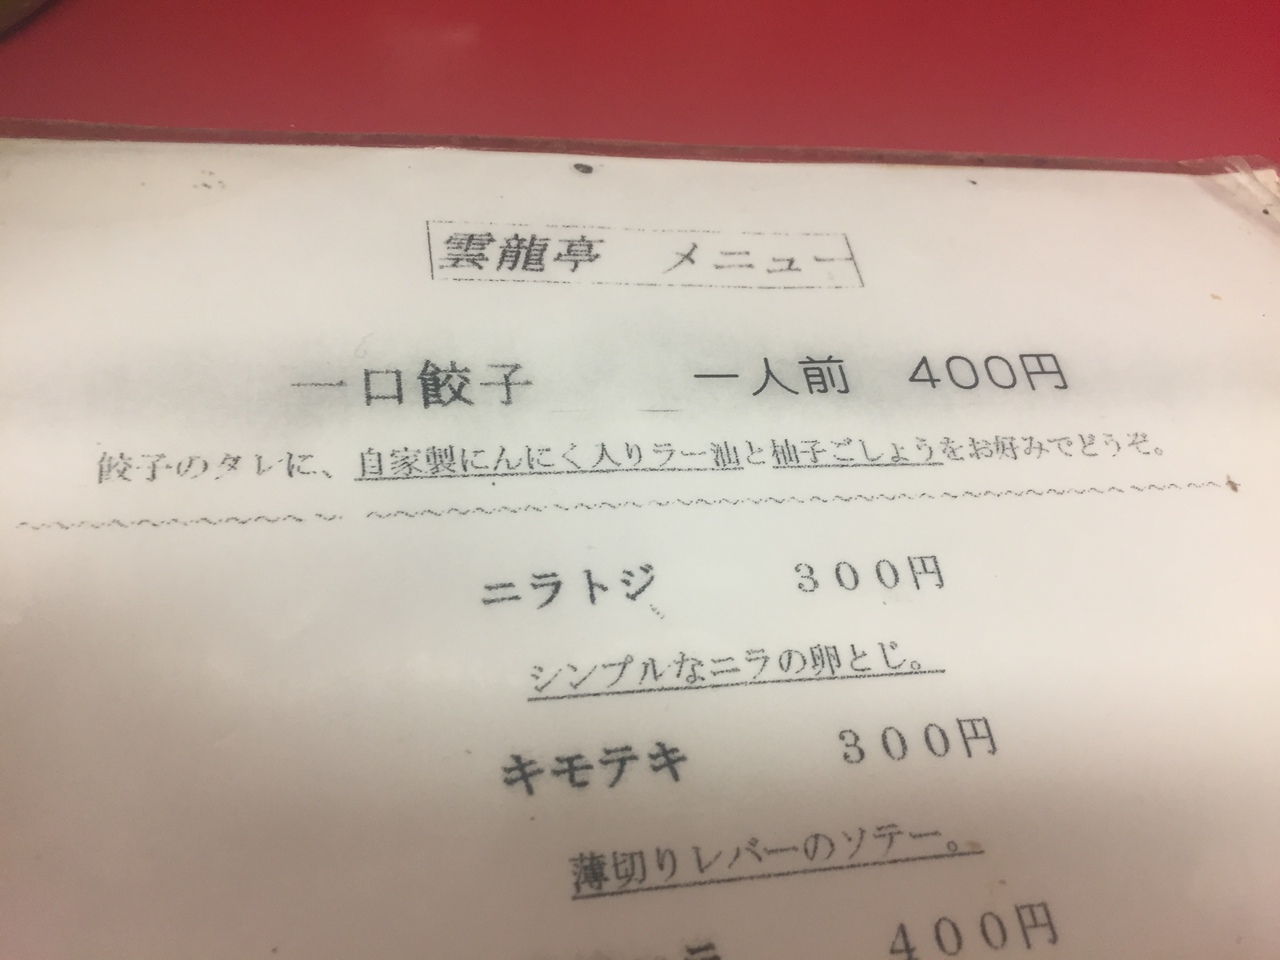 雲龍亭　メニュー
一口餃子　一人前　400円
餃子のタレに、自家製にんにく入りラー油と柚子ごしょうをお好みでどうぞ。
ニラトジ　300円
シンプルなニラの卵とじ。
キモテキ　300円
薄切りレバーのソテー。
400円